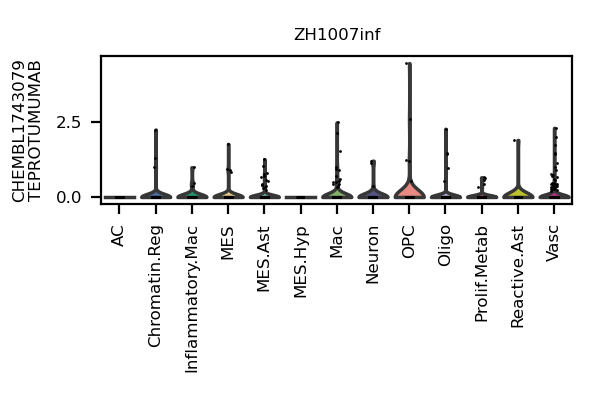 ZH1007inf
CHEMBL1743079
TEPROTUMUMAB
2.5
0.0
AC
Chromatin.Reg
Inflammatory.Mac
MES
MES.Ast
MES.Hyp
Mac
Neuron
OPC
Oligo
Prolif.Metab
Reactive.Ast
Vasc